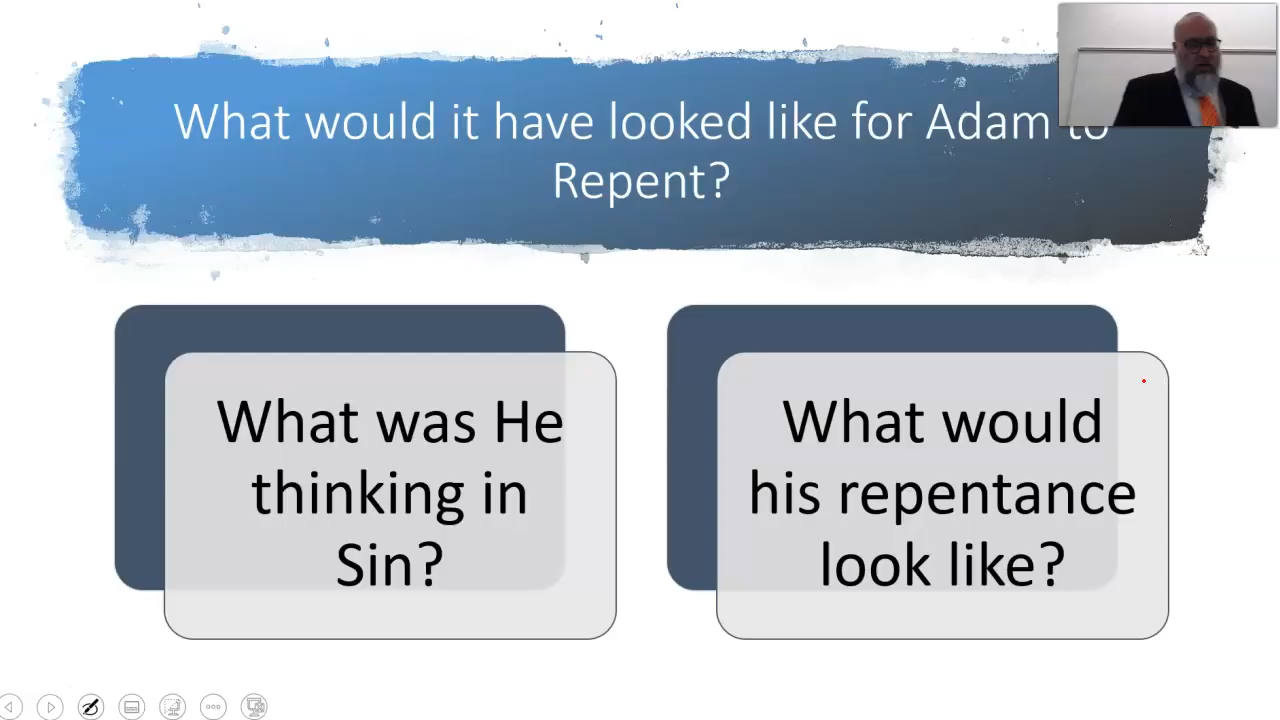 What would it have looked like for Adam to
Repent?
What was He
thinking in
Sin?
What would
his repentance
look like?